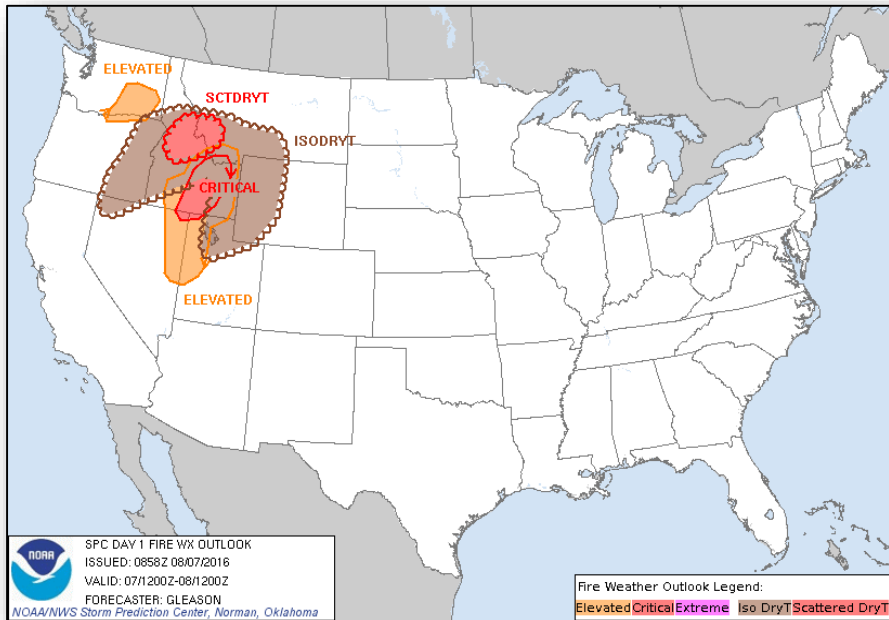 ELEVATED
SCTDRYT
ISODRYT
CRITICAL
ELEVATED
NOAA
SPC DAY 1 FIRE WX OUTLOOK
ISSUED: 0858Z 08/07/2016
VALID: 07/1200Z-08/1200Z
FORECASTER: GLEASON
NOAA/NWS Storm Prediction Center, Norman, Oklahoma
Fire Weather Outlook Legend:
Elevated Critical Extreme Iso DryT Scattered DryT